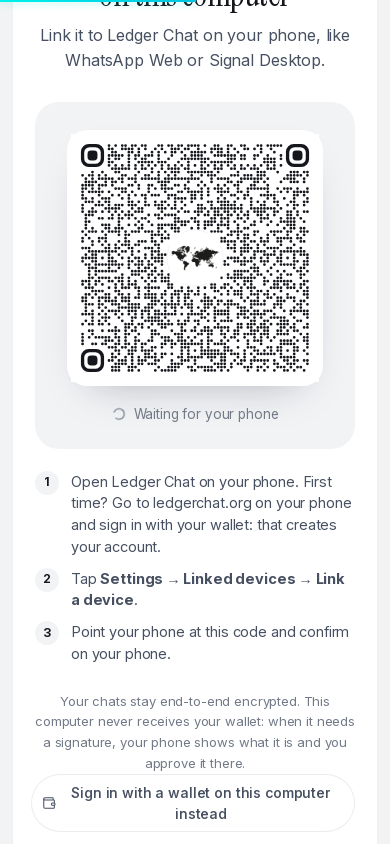 on this computer
Link it to Ledger Chat on your phone, like
WhatsApp Web or Signal Desktop.
Waiting for your phone
1 Open Ledger Chat on your phone. First
time? Go to ledgerchat.org on your phone
and sign in with your wallet: that creates
your account.
2 Tap Settings → Linked devices → Link
a device.
3 Point your phone at this code and confirm
on your phone.
Your chats stay end-to-end encrypted. This
computer never receives your wallet: when it needs
a signature, your phone shows what it is and you
approve it there.
Sign in with a wallet on this computer
instead